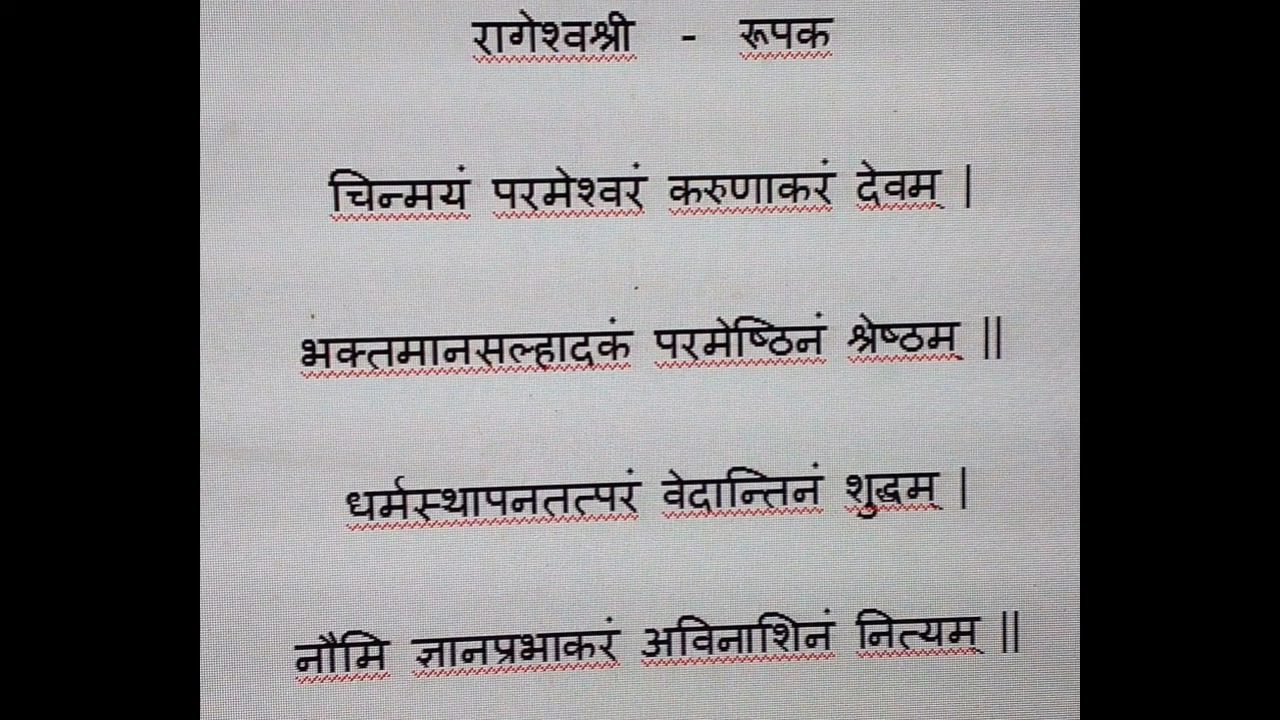 रागेश्वश्री - रूपक
चिन्मयं परमेश्वरं करुणाकरं देवम् |
भक्तमानसल्हादकं परमेष्ठिनं श्रेष्ठम् ||
धर्मस्थापनतत्परं वेदान्तिनं शुद्धम् |
नौमि ज्ञानप्रभाकरं अविनाशिनं नित्यम् ||